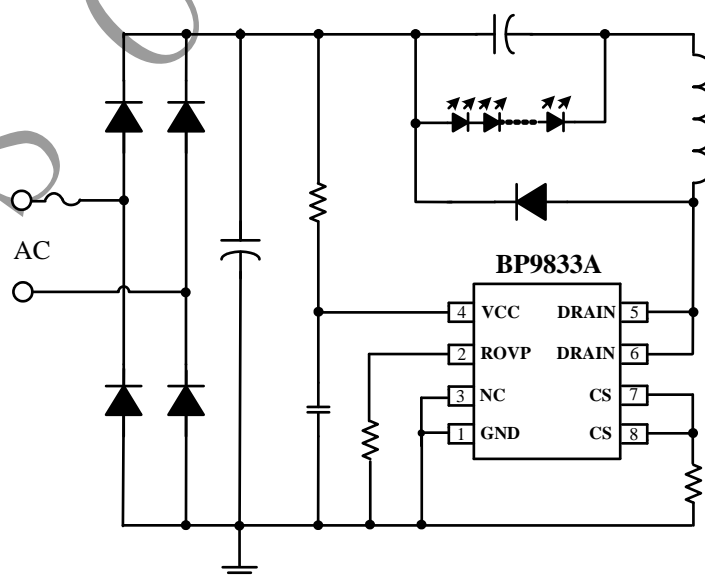 AC
BP9833A
4 VCC DRAIN 5
2 ROVP DRAIN 6
3 NC CS 7
1 GND CS 8